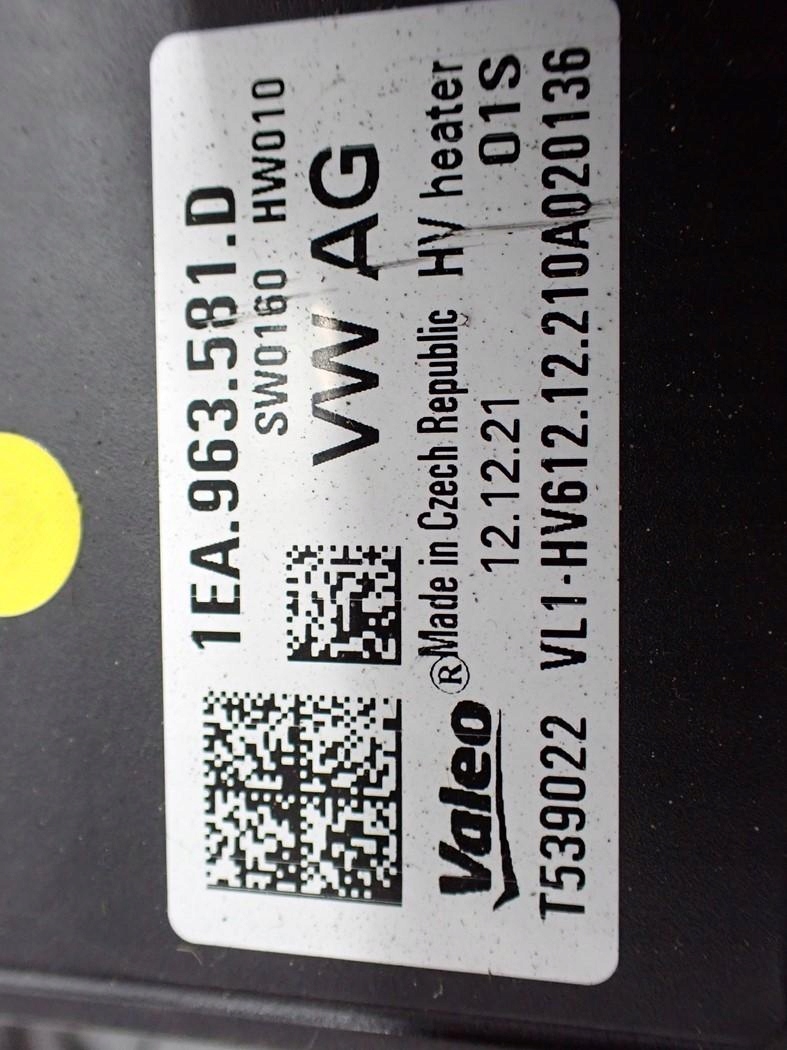 1EA.963.581.D
SW0160 HW010
VW AG
Valeo® Made in Czech Republic HV heater
12.12.21 01S
T539022 VL1-HV612.12.210A020136